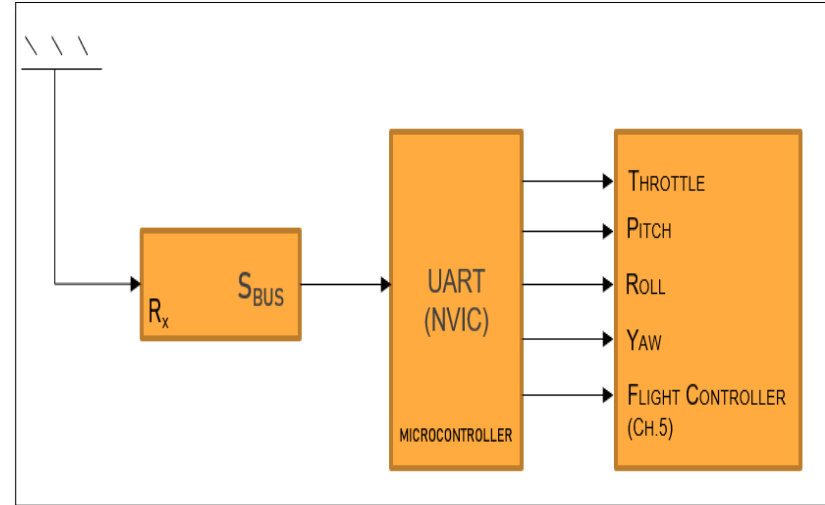 Rx
SBUS
UART
(NVIC)
MICROCONTROLLER
THROTTLE
PITCH
ROLL
YAW
FLIGHT CONTROLLER
(CH.5)